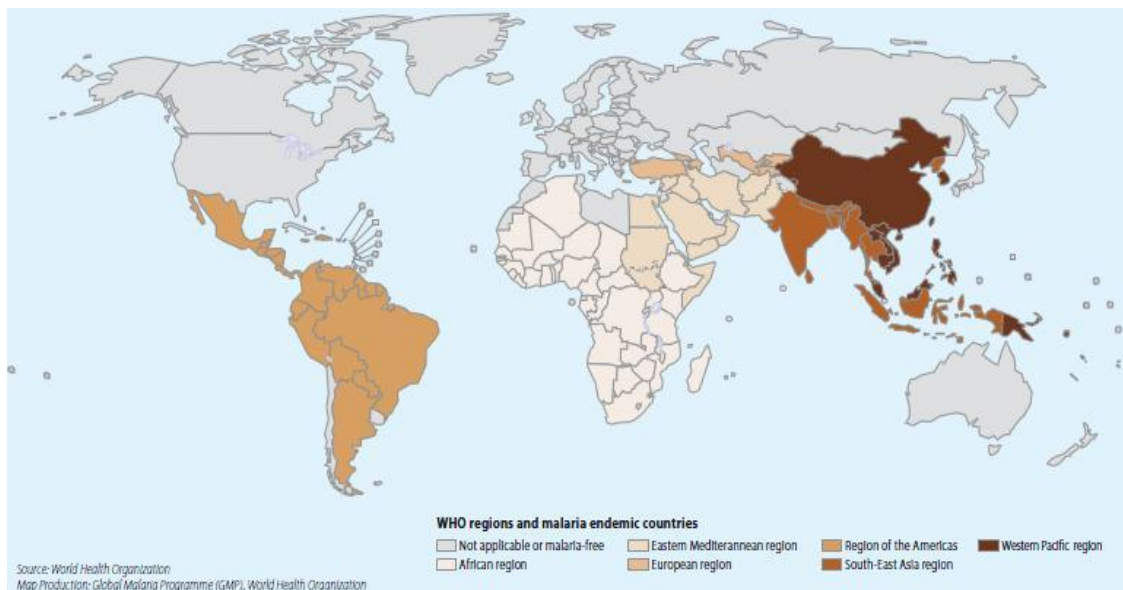 WHO regions and malaria endemic countries
Not applicable or malaria-free
Eastern Mediterannean region
Region of the Americas
Western Pacific region
African region
European region
South-East Asia region
Source: World Health Organization
Map Production: Global Malaria Programme (GMP), World Health Organization